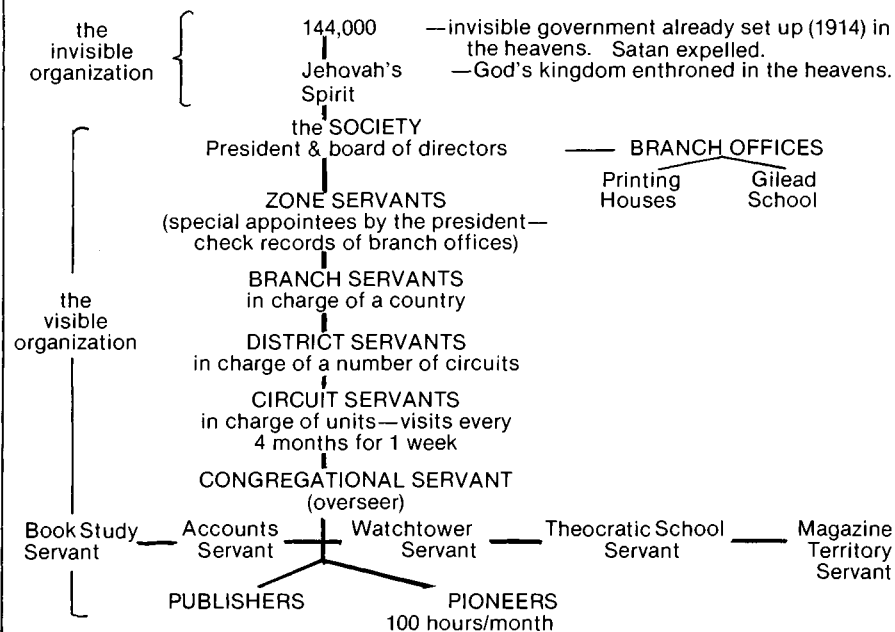 the
invisible
organization
144,000
—invisible government already set up (1914) in
the heavens. Satan expelled.
Jehovah's
Spirit
—God's kingdom enthroned in the heavens.
the SOCIETY
President & board of directors
BRANCH OFFICES
Printing
Houses
Gilead
School
ZONE SERVANTS
(special appointees by the president—
check records of branch offices)
BRANCH SERVANTS
in charge of a country
the
visible
organization
DISTRICT SERVANTS
in charge of a number of circuits
CIRCUIT SERVANTS
in charge of units—visits every
4 months for 1 week
CONGREGATIONAL SERVANT
(overseer)
Book Study
Servant
Accounts
Servant
Watchtower
Servant
Theocratic School
Servant
Magazine
Territory
Servant
PUBLISHERS
PIONEERS
100 hours/month